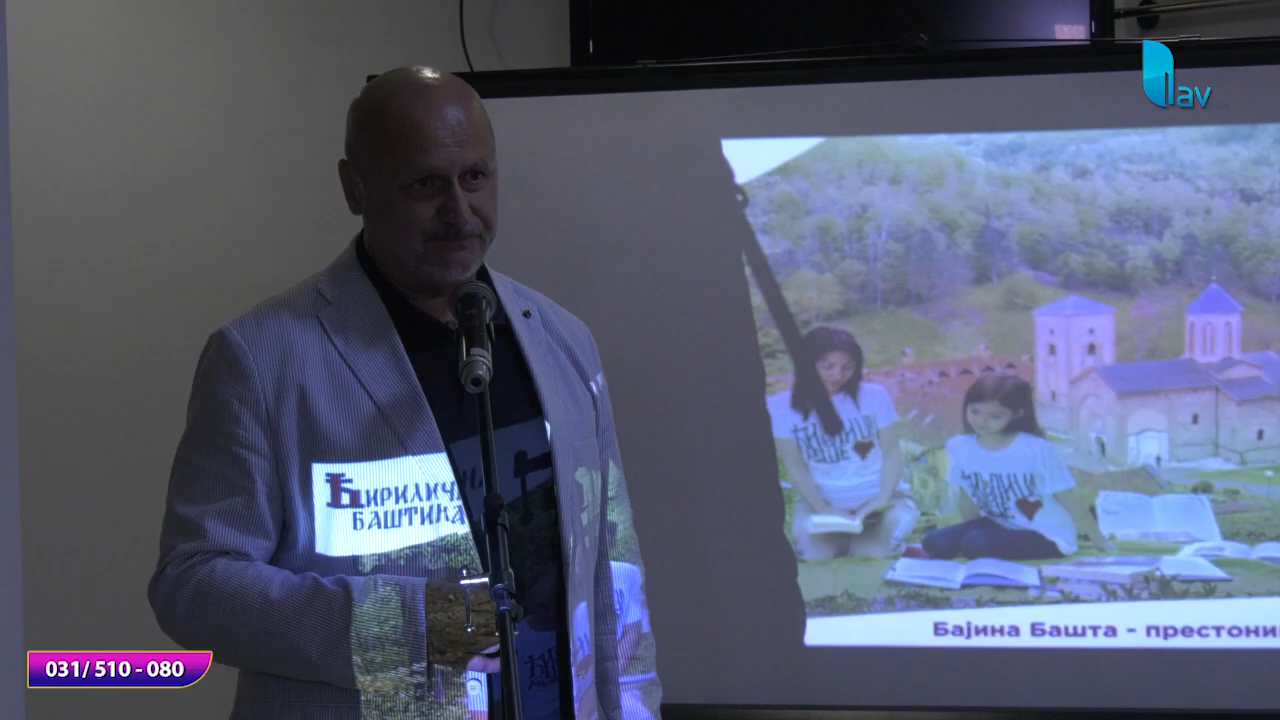 lav
Ћирилична
баштина
Бајина Башта - престони
031/ 510 - 080